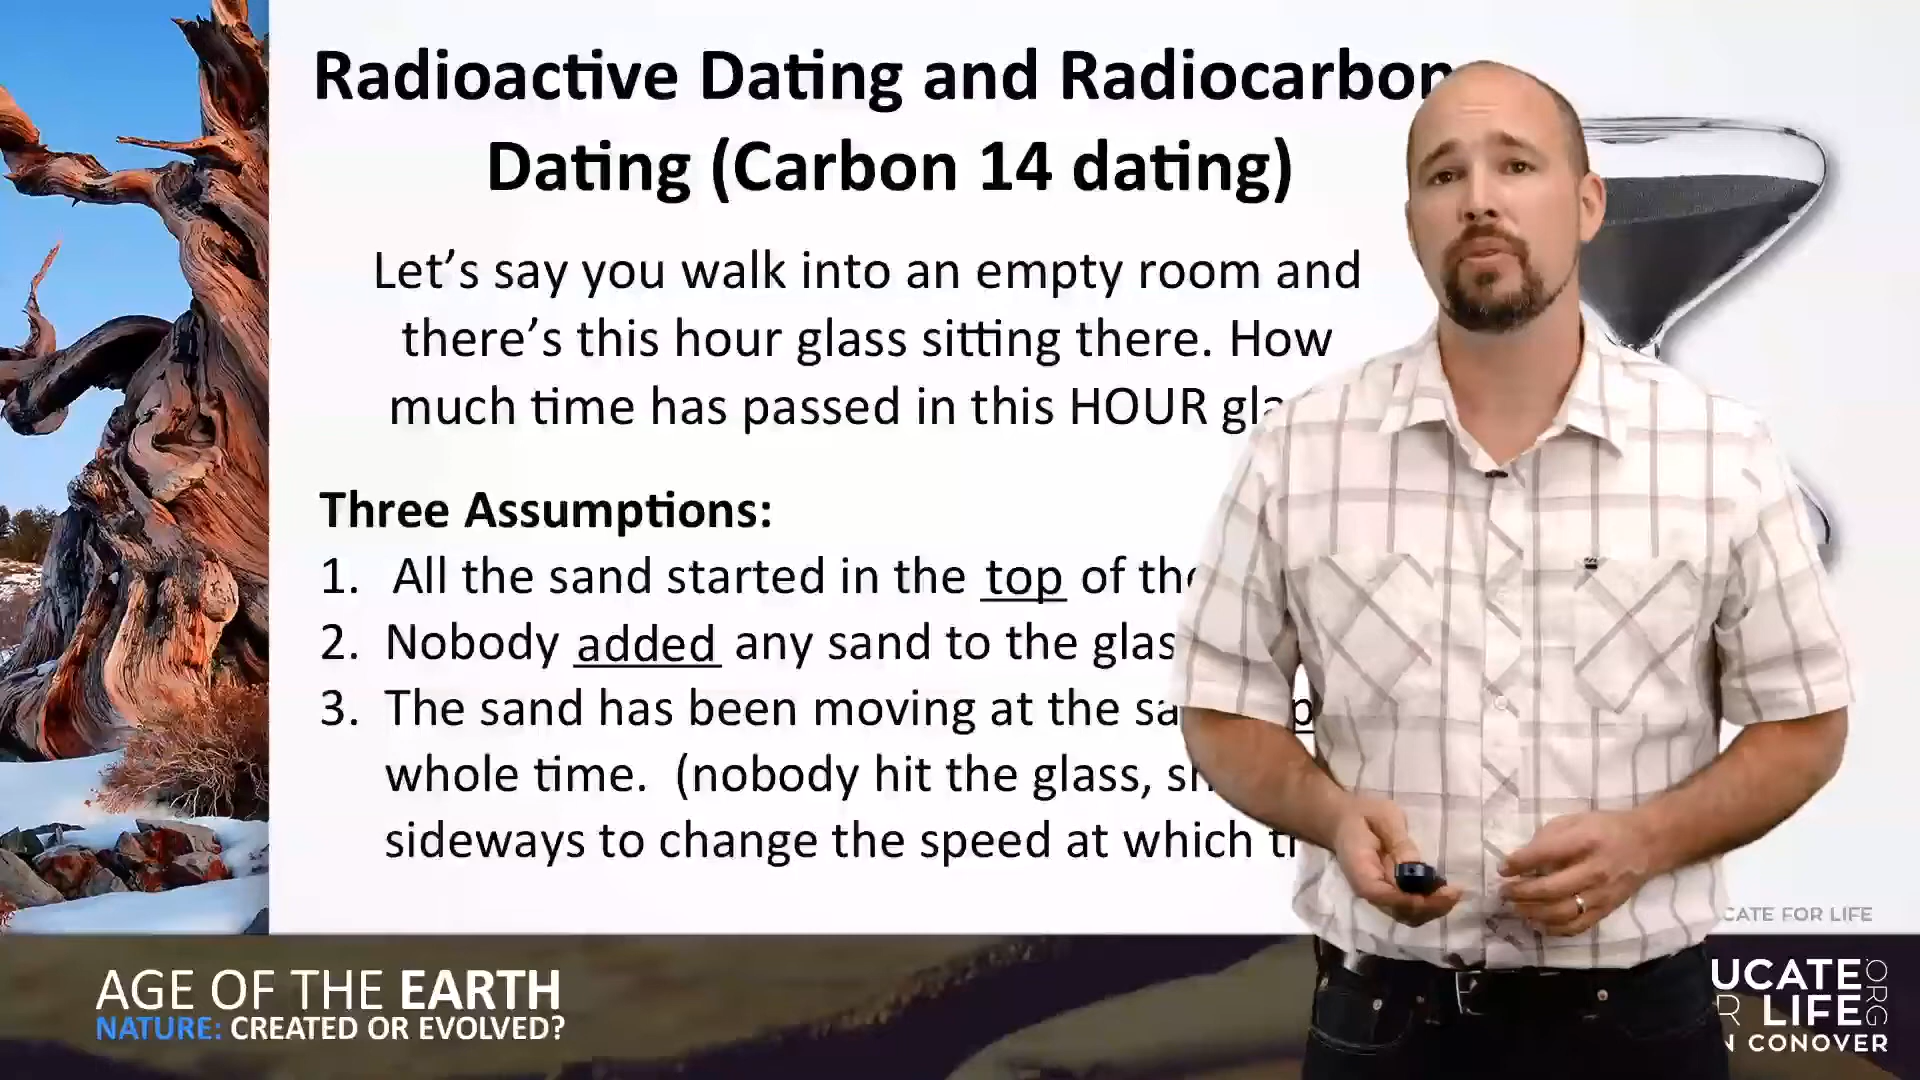 Radioactive Dating and Radiocarbon
Dating (Carbon 14 dating)
Let’s say you walk into an empty room and
there’s this hour glass sitting there. How
much time has passed in this HOUR
Three Assumptions:
1. All the sand started in the top of
2. Nobody added any sand to the
3. The sand has been moving at the
whole time. (nobody hit the glass,
sideways to change the speed at which
CATE FOR LIFE
AGE OF THE EARTH
NATURE: CREATED OR EVOLVED?
UCATE
R LIFE
.ORG
N CONOVER